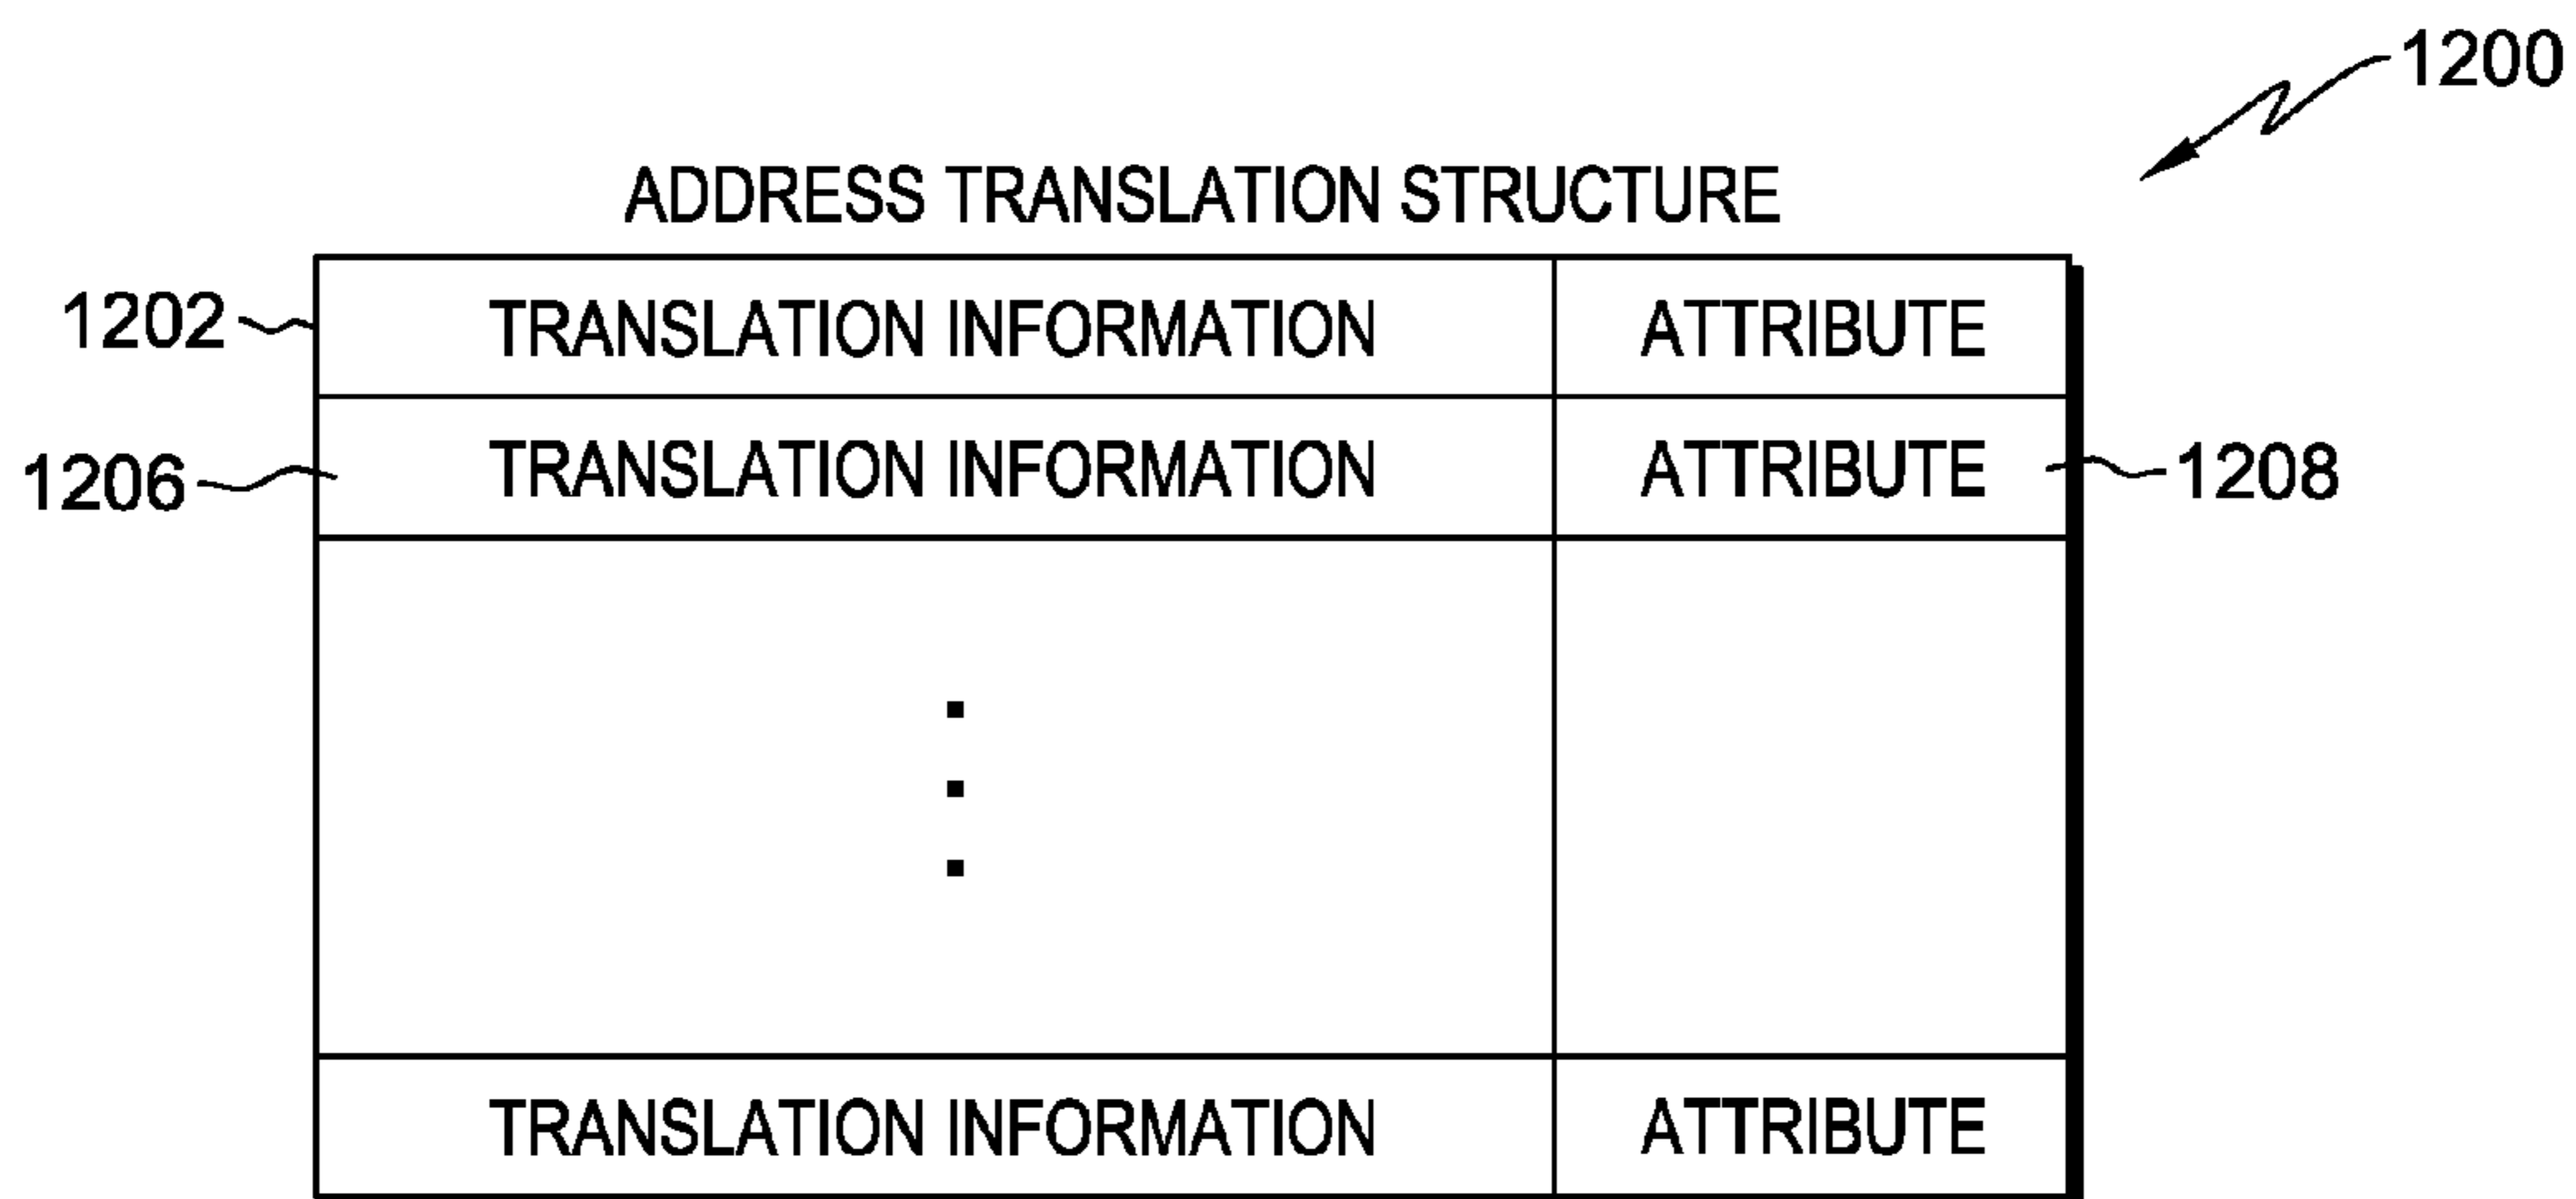 1200
ADDRESS TRANSLATION STRUCTURE
1202 TRANSLATION INFORMATION ATTRIBUTE
1206 TRANSLATION INFORMATION ATTRIBUTE 1208
TRANSLATION INFORMATION ATTRIBUTE